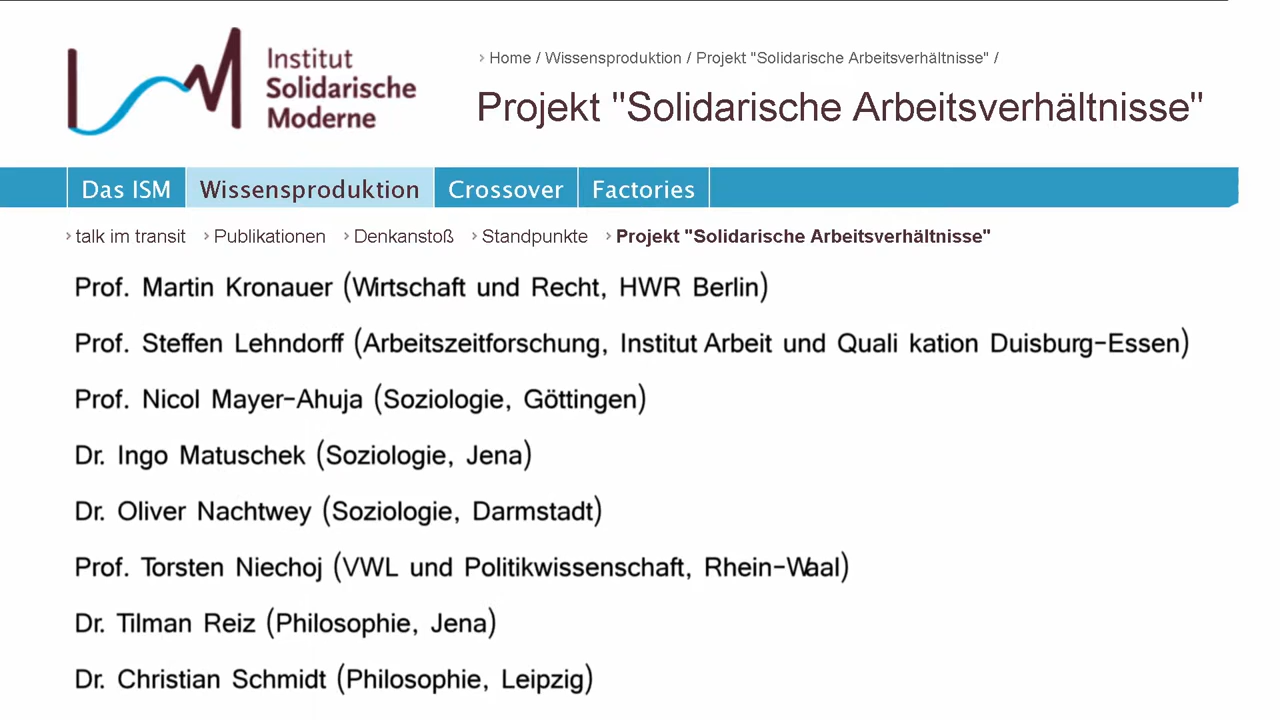 Institut
Solidarische
Moderne
› Home / Wissensproduktion / Projekt "Solidarische Arbeitsverhältnisse" /
Projekt "Solidarische Arbeitsverhältnisse"
Das ISM Wissensproduktion Crossover Factories
› talk im transit › Publikationen › Denkanstoß › Standpunkte › Projekt "Solidarische Arbeitsverhältnisse"
Prof. Martin Kronauer (Wirtschaft und Recht, HWR Berlin)
Prof. Steffen Lehndorff (Arbeitszeitforschung, Institut Arbeit und Quali kation Duisburg-Essen)
Prof. Nicol Mayer-Ahuja (Soziologie, Göttingen)
Dr. Ingo Matuschek (Soziologie, Jena)
Dr. Oliver Nachtwey (Soziologie, Darmstadt)
Prof. Torsten Niechoj (VWL und Politikwissenschaft, Rhein-Waal)
Dr. Tilman Reiz (Philosophie, Jena)
Dr. Christian Schmidt (Philosophie, Leipzig)